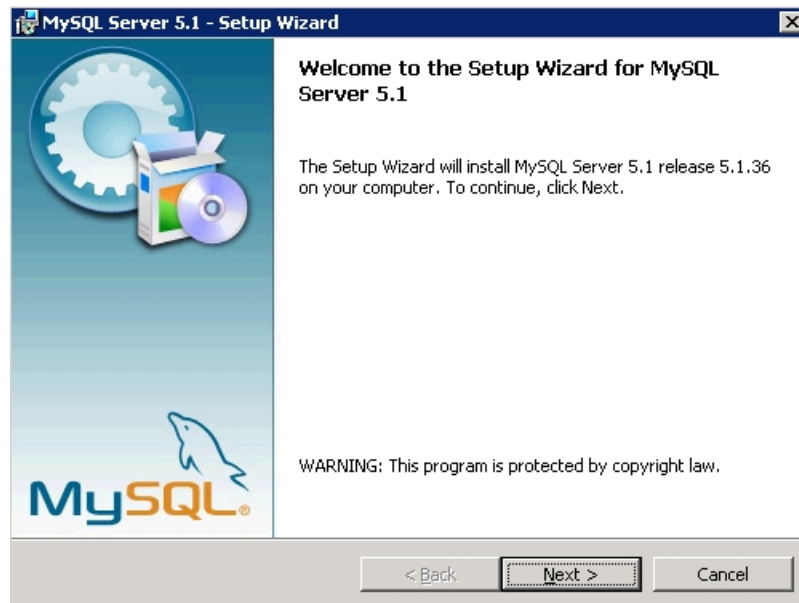 MySQL Server 5.1 - Setup Wizard
Welcome to the Setup Wizard for MySQL
Server 5.1
The Setup Wizard will install MySQL Server 5.1 release 5.1.36
on your computer. To continue, click Next.
WARNING: This program is protected by copyright law.
MySQL®
< Back Next > Cancel